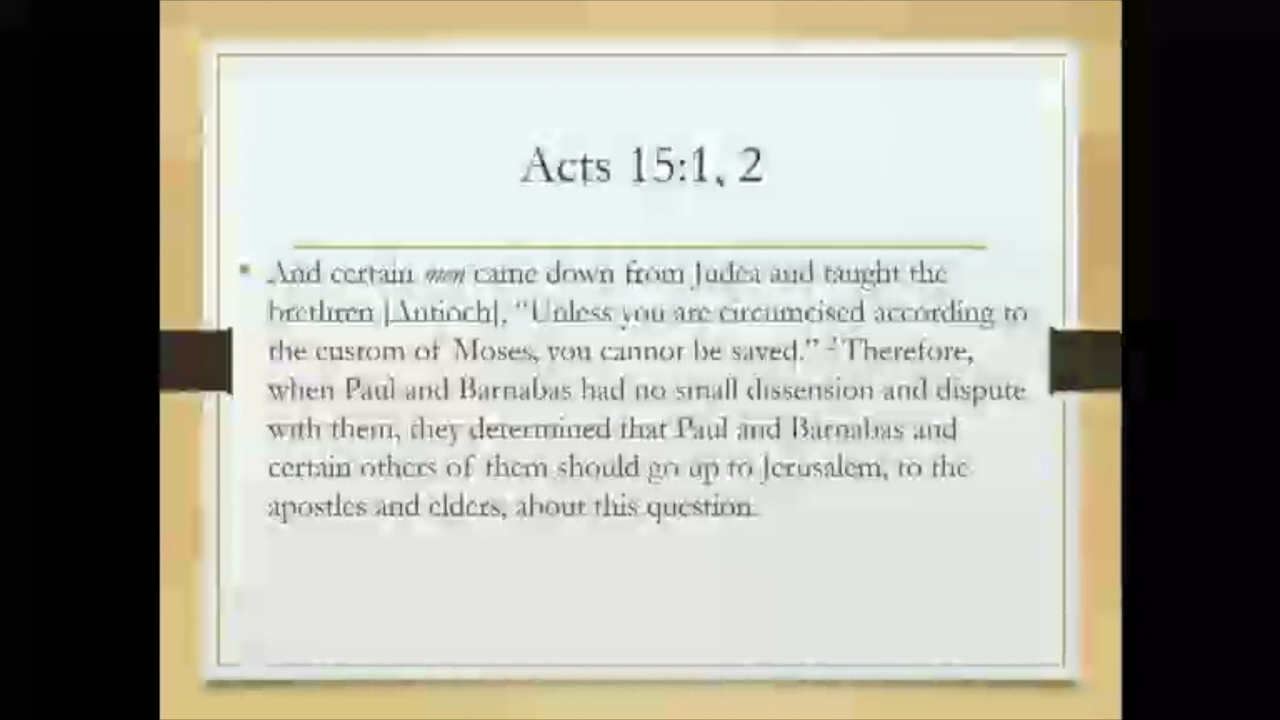 Acts 15:1, 2
And certain men came down from Judea and taught the
brethren [Antioch], “Unless you are circumcised according to
the custom of Moses, you cannot be saved.” 2 Therefore,
when Paul and Barnabas had no small dissension and dispute
with them, they determined that Paul and Barnabas and
certain others of them should go up to Jerusalem, to the
apostles and elders, about this question.